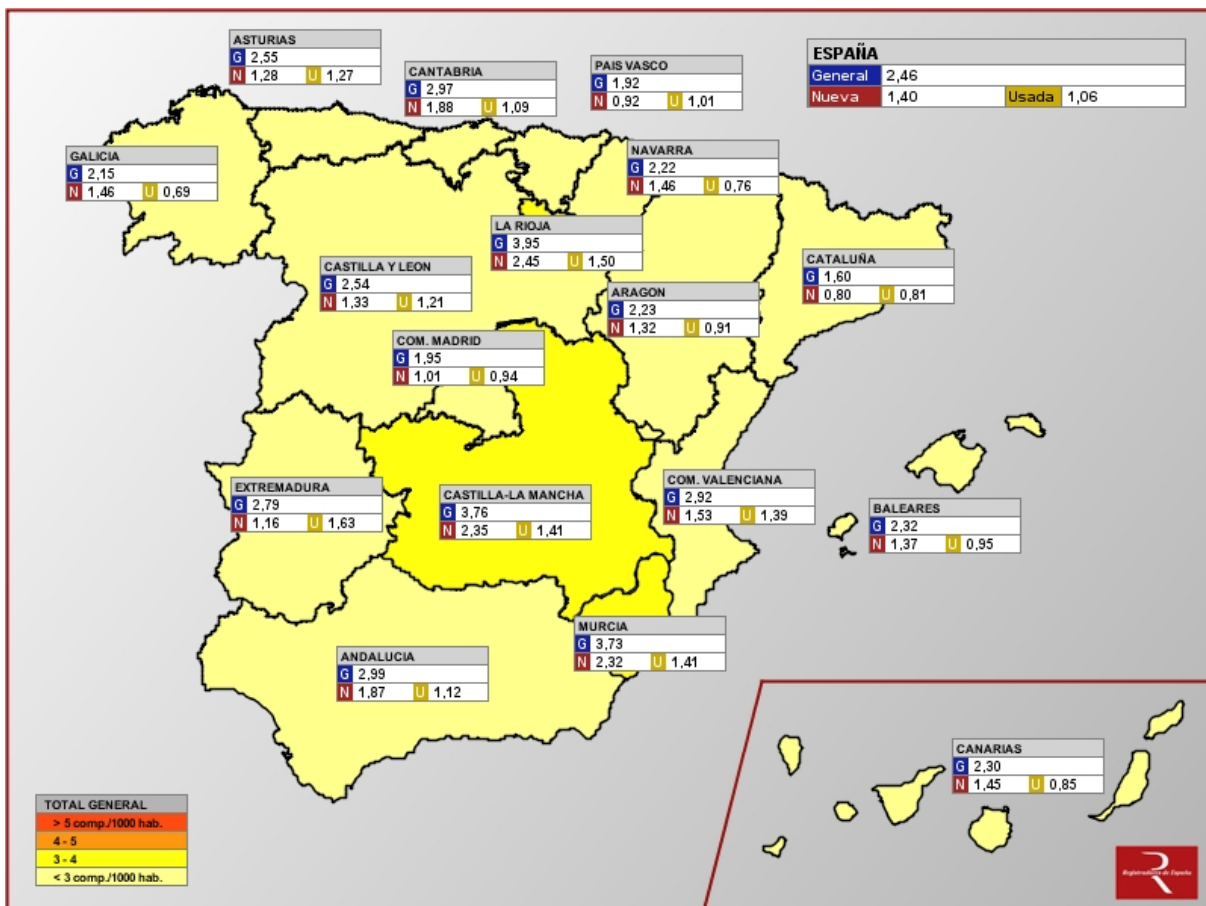 ASTURIAS
G 2,55
N 1,28 U 1,27
CANTABRIA
G 2,97
N 1,88 U 1,09
PAIS VASCO
G 1,92
N 0,92 U 1,01
ESPAÑA
General 2,46
Nueva 1,40 Usada 1,06
GALICIA
G 2,15
N 1,46 U 0,69
NAVARRA
G 2,22
N 1,46 U 0,76
LA RIOJA
G 3,95
N 2,45 U 1,50
CASTILLA Y LEON
G 2,54
N 1,33 U 1,21
CATALUÑA
G 1,60
N 0,80 U 0,81
ARAGON
G 2,23
N 1,32 U 0,91
COM. MADRID
G 1,95
N 1,01 U 0,94
EXTREMADURA
G 2,79
N 1,16 U 1,63
CASTILLA-LA MANCHA
G 3,76
N 2,35 U 1,41
COM. VALENCIANA
G 2,92
N 1,53 U 1,39
BALEARES
G 2,32
N 1,37 U 0,95
MURCIA
G 3,73
N 2,32 U 1,41
ANDALUCIA
G 2,99
N 1,87 U 1,12
CANARIAS
G 2,30
N 1,45 U 0,85
TOTAL GENERAL
> 5 comp./1000 hab.
4 - 5
3 - 4
< 3 comp./1000 hab.
R
Registradores de España